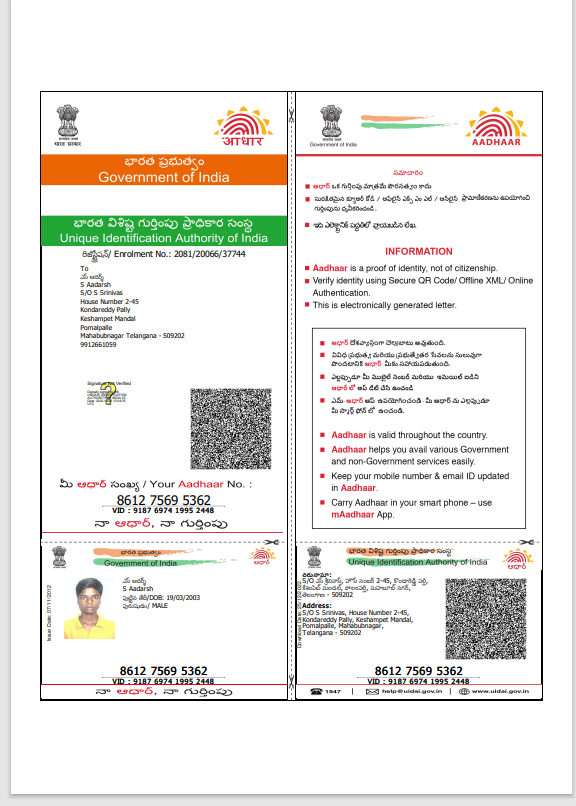 भारत सरकार
आधार
భారత ప్రభుత్వం
Government of India
భారత విశిష్ట గుర్తింపు ప్రాధికార సంస్థ
Unique Identification Authority of India
రిజిస్ట్రేషన్/ Enrolment No.: 2081/20066/37744
To
ఎస్ ఆదర్శ్
S Aadarsh
S/O S Srinivas
House Number 2-45
Kondareddy Pally
Keshampet Mandal
Pomalpalle
Mahabubnagar Telangana - 509202
9912661059
Signature Not Verified
మీ ఆధార్ సంఖ్య / Your Aadhaar No. :
8612 7569 5362
VID : 9187 6974 1995 2448
నా ఆధార్, నా గుర్తింపు
భారత ప్రభుత్వం
Government of India
ఆధార్
Issue Date: 07/11/2012
ఎస్ ఆదర్శ్
S Aadarsh
పుట్టిన తేదీ/DOB: 19/03/2003
పురుషుడు/ MALE
8612 7569 5362
VID : 9187 6974 1995 2448
నా ఆధార్, నా గుర్తింపు
Government of India
AADHAAR
సమాచారం
ఆధార్ ఒక గుర్తింపు మాత్రమే పౌరసత్వం కాదు
సురక్షితమైన క్యూఆర్ కోడ్ / ఆఫ్‌లైన్ ఎక్స్ ఎం ఎల్ / ఆన్‌లైన్ ప్రామాణీకరణను ఉపయోగించి
గుర్తింపును ధృవీకరించండి.
ఇది ఎలక్ట్రానిక్ పద్ధతిలో వ్రాయబడిన లేఖ.
INFORMATION
Aadhaar is a proof of identity, not of citizenship.
Verify identity using Secure QR Code/ Offline XML/ Online
Authentication.
This is electronically generated letter.
ఆధార్ దేశవ్యాప్తంగా చెల్లుబాటు అవుతుంది.
వివిధ ప్రభుత్వ మరియు ప్రభుత్వేతర సేవలను సులువుగా
పొందటానికి ఆధార్ మీకు సహాయపడుతుంది.
ఎల్లప్పుడూ మీ మొబైల్ నెంబర్ మరియు ఇమెయిల్ ఐడిని
ఆధార్ లో అప్ డేట్ చేసి ఉంచండి
ఎమ్ ఆధార్ ఆప్ ఉపయోగించండి - మీ ఆధార్ ను ఎల్లప్పుడూ
మీ స్మార్ట్ ఫోన్ లో ఉంచండి.
Aadhaar is valid throughout the country.
Aadhaar helps you avail various Government
and non-Government services easily.
Keep your mobile number & email ID updated
in Aadhaar.
Carry Aadhaar in your smart phone – use
mAadhaar App.
భారత విశిష్ట గుర్తింపు ప్రాధికార సంస్థ
Unique Identification Authority of India
ఆధార్
చిరునామా:
S/O ఎస్ శ్రీనివాస్, హౌస్ నంబర్ 2-45, కొండారెడ్డి పల్లి,
కేశంపేట్ మండల్, పోమల్‌పల్లె, మహబూబ్ నగర్,
తెలంగాణ - 509202
Address:
S/O S Srinivas, House Number 2-45,
Kondareddy Pally, Keshampet Mandal,
Pomalpalle, Mahabubnagar,
Telangana - 509202
8612 7569 5362
VID : 9187 6974 1995 2448
1947 | help@uidai.gov.in | www.uidai.gov.in